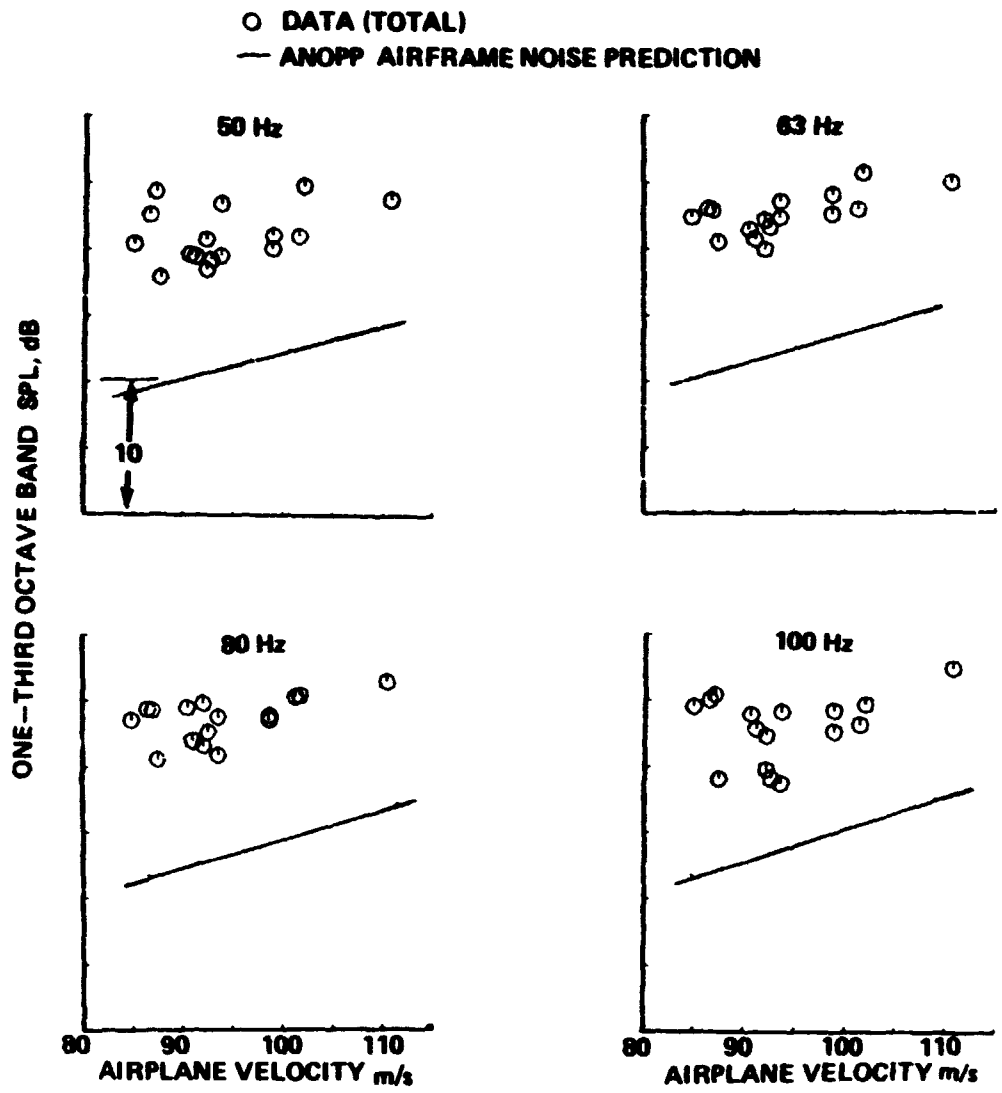 DATA (TOTAL)
ANOPP AIRFRAME NOISE PREDICTION
50 Hz
63 Hz
ONE-THIRD OCTAVE BAND SPL, dB
10
80 Hz
100 Hz
80 90 100 110
80 90 100 110
AIRPLANE VELOCITY m/s
AIRPLANE VELOCITY m/s